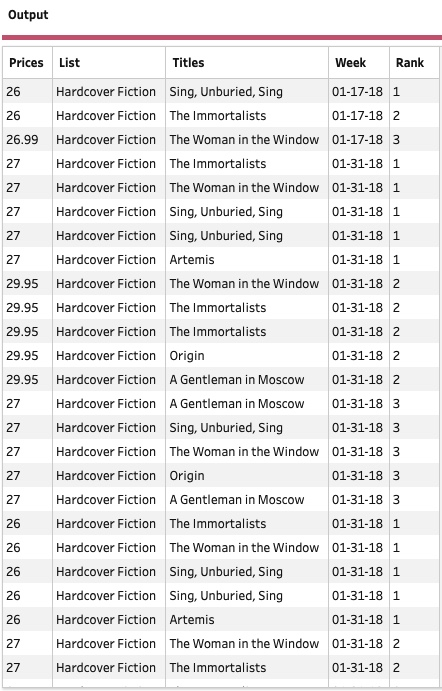 Output
Prices List Titles Week Rank
26 Hardcover Fiction Sing, Unburied, Sing 01-17-18 1
26 Hardcover Fiction The Immortalists 01-17-18 2
26.99 Hardcover Fiction The Woman in the Window 01-17-18 3
27 Hardcover Fiction The Immortalists 01-31-18 1
27 Hardcover Fiction The Woman in the Window 01-31-18 1
27 Hardcover Fiction Sing, Unburied, Sing 01-31-18 1
27 Hardcover Fiction Sing, Unburied, Sing 01-31-18 1
27 Hardcover Fiction Artemis 01-31-18 1
29.95 Hardcover Fiction The Woman in the Window 01-31-18 2
29.95 Hardcover Fiction The Immortalists 01-31-18 2
29.95 Hardcover Fiction The Immortalists 01-31-18 2
29.95 Hardcover Fiction Origin 01-31-18 2
29.95 Hardcover Fiction A Gentleman in Moscow 01-31-18 2
27 Hardcover Fiction A Gentleman in Moscow 01-31-18 3
27 Hardcover Fiction Sing, Unburied, Sing 01-31-18 3
27 Hardcover Fiction The Woman in the Window 01-31-18 3
27 Hardcover Fiction Origin 01-31-18 3
27 Hardcover Fiction A Gentleman in Moscow 01-31-18 3
26 Hardcover Fiction The Immortalists 01-31-18 1
26 Hardcover Fiction The Woman in the Window 01-31-18 1
26 Hardcover Fiction Sing, Unburied, Sing 01-31-18 1
26 Hardcover Fiction Sing, Unburied, Sing 01-31-18 1
26 Hardcover Fiction Artemis 01-31-18 1
27 Hardcover Fiction The Woman in the Window 01-31-18 2
27 Hardcover Fiction The Immortalists 01-31-18 2